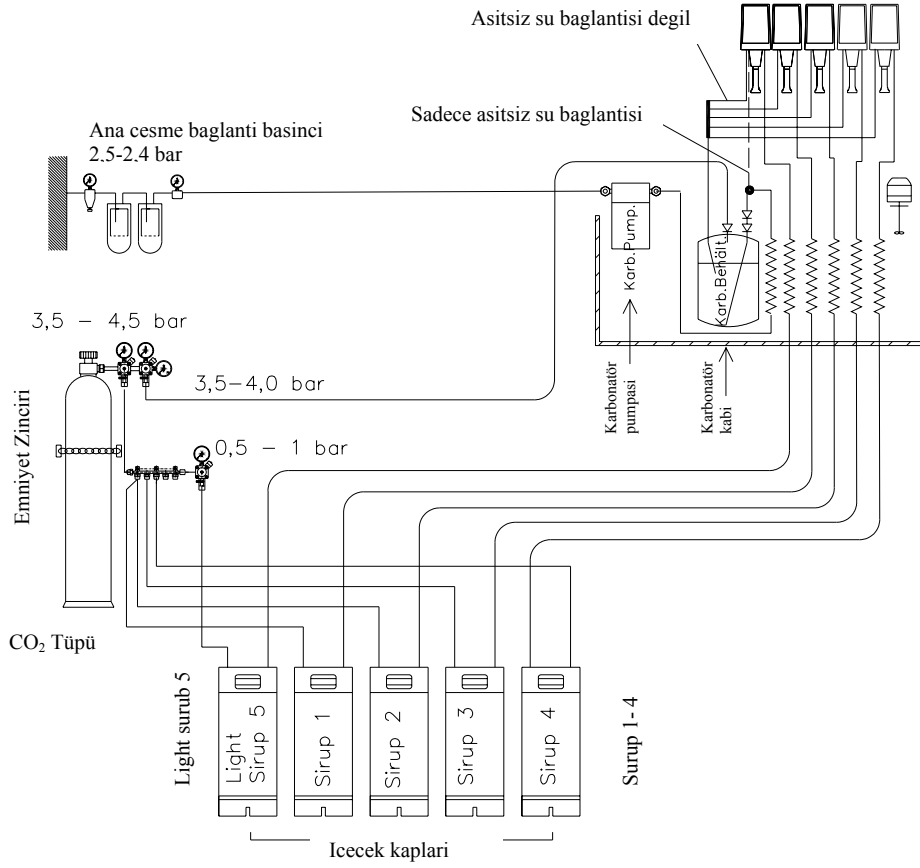 Asitsiz su baglantisi degil
Sadece asitsiz su baglantisi
Ana cesme baglanti basinci
2.5-2.4 bar
Karb.Pump.
Karb.Behält.
3,5 – 4,5 bar
3,5–4,0 bar
0,5 – 1 bar
Karbonatör
pumpasi
Karbonatör
kabi
Emniyet Zinciri
CO₂ Tüpü
Light surub 5
Light
Sirup 5
Sirup 1
Sirup 2
Sirup 3
Sirup 4
Surup 1- 4
Icecek kaplari